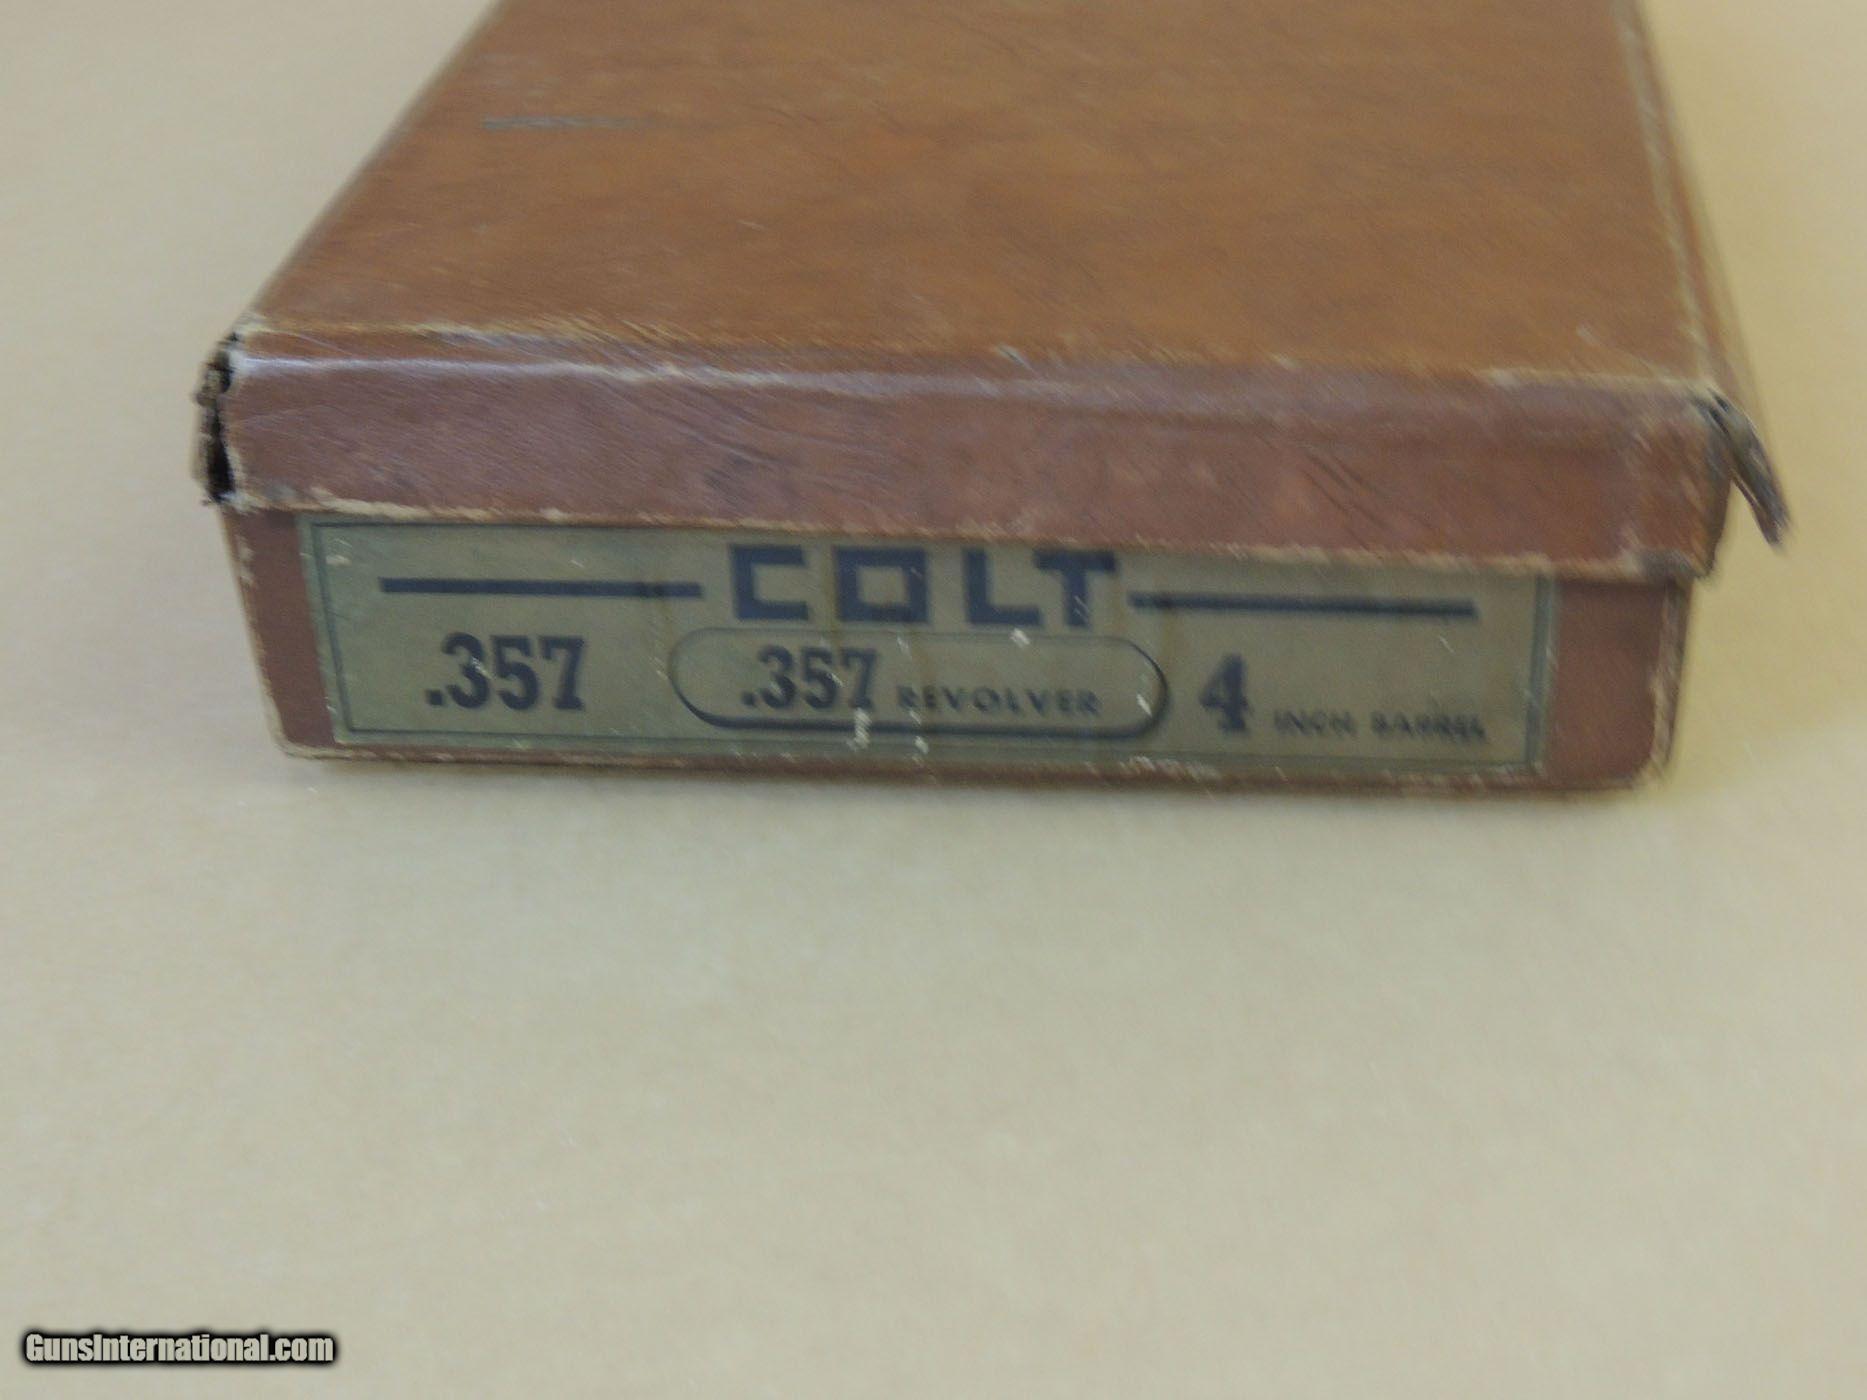 COLT
.357 .357 REVOLVER 4 INCH BARREL
GunsInternational.com